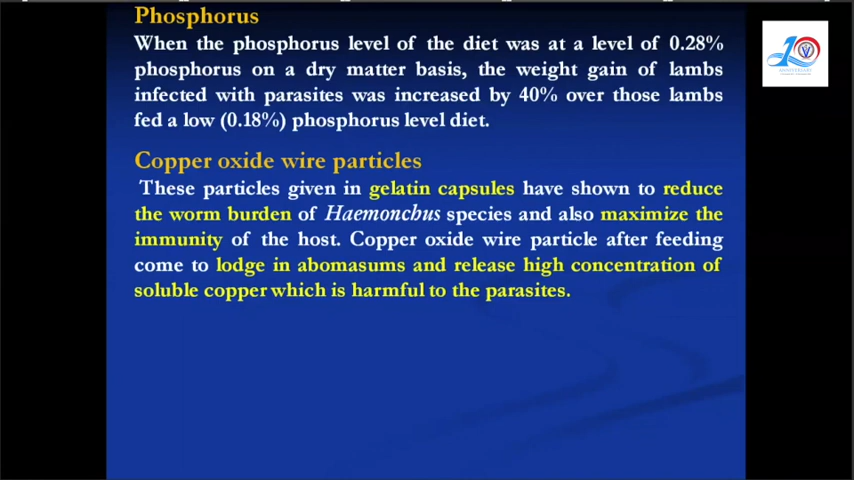 Phosphorus
When the phosphorus level of the diet was at a level of 0.28%
phosphorus on a dry matter basis, the weight gain of lambs
infected with parasites was increased by 40% over those lambs
fed a low (0.18%) phosphorus level diet.
Copper oxide wire particles
These particles given in gelatin capsules have shown to reduce
the worm burden of Haemonchus species and also maximize the
immunity of the host. Copper oxide wire particle after feeding
come to lodge in abomasums and release high concentration of
soluble copper which is harmful to the parasites.
10
ANNIVERSARY